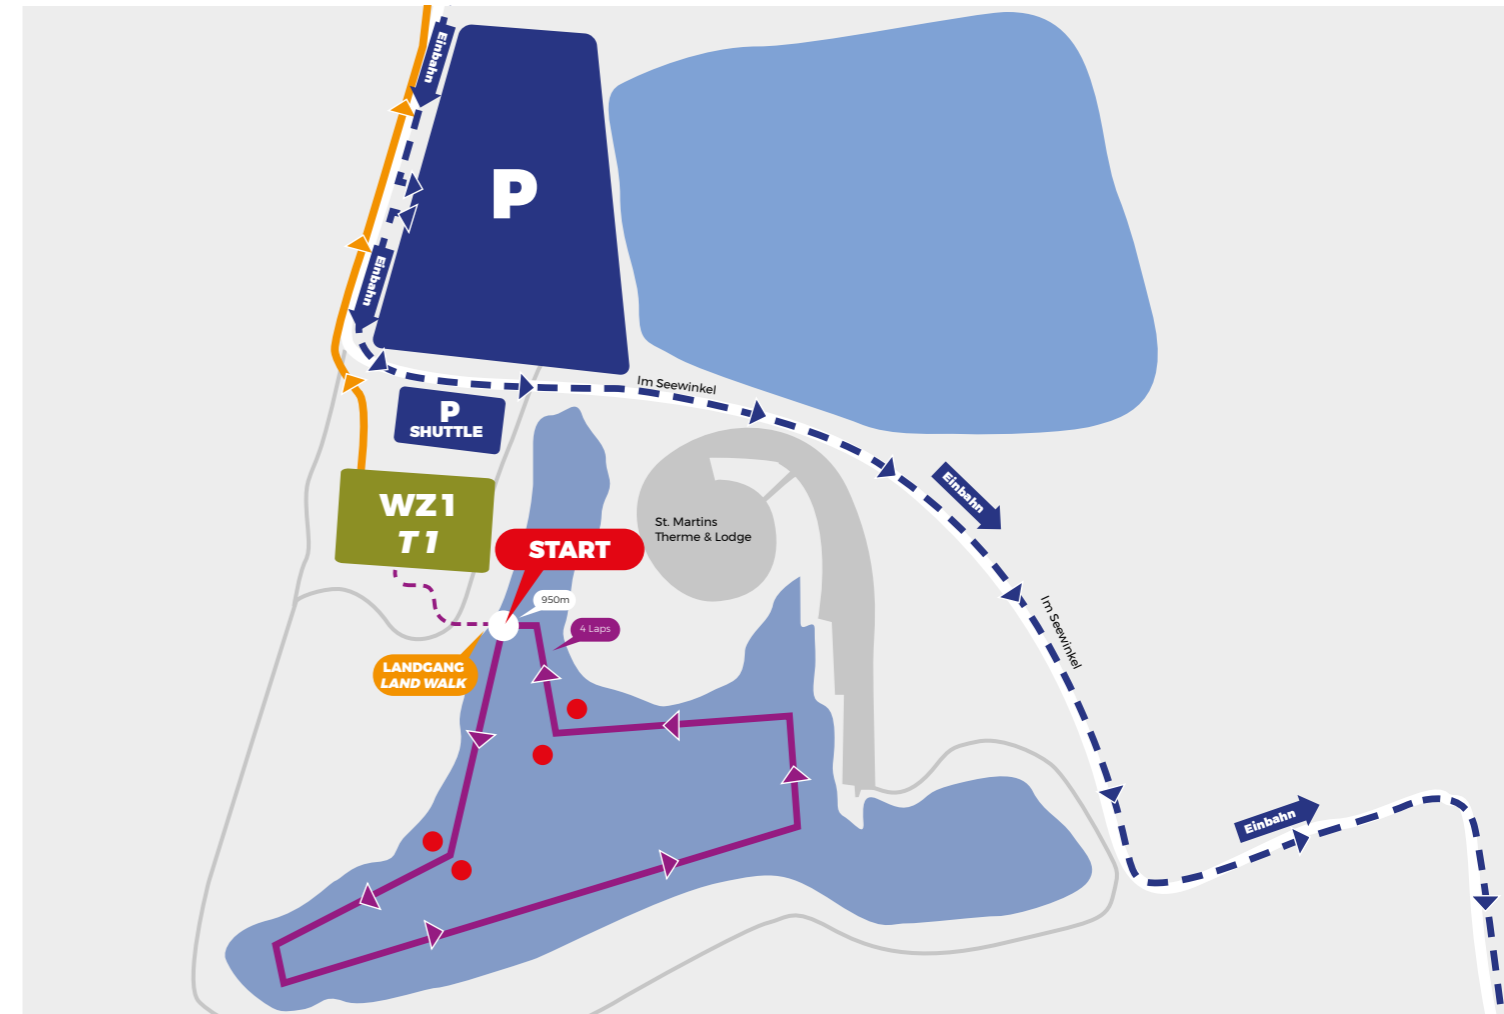 Einbahn
P
Einbahn
Im Seewinkel
P
SHUTTLE
Einbahn
WZ1
T1
St. Martins
Therme & Lodge
START
950m
4 Laps
Im Seewinkel
LANDGANG
LAND WALK
Einbahn